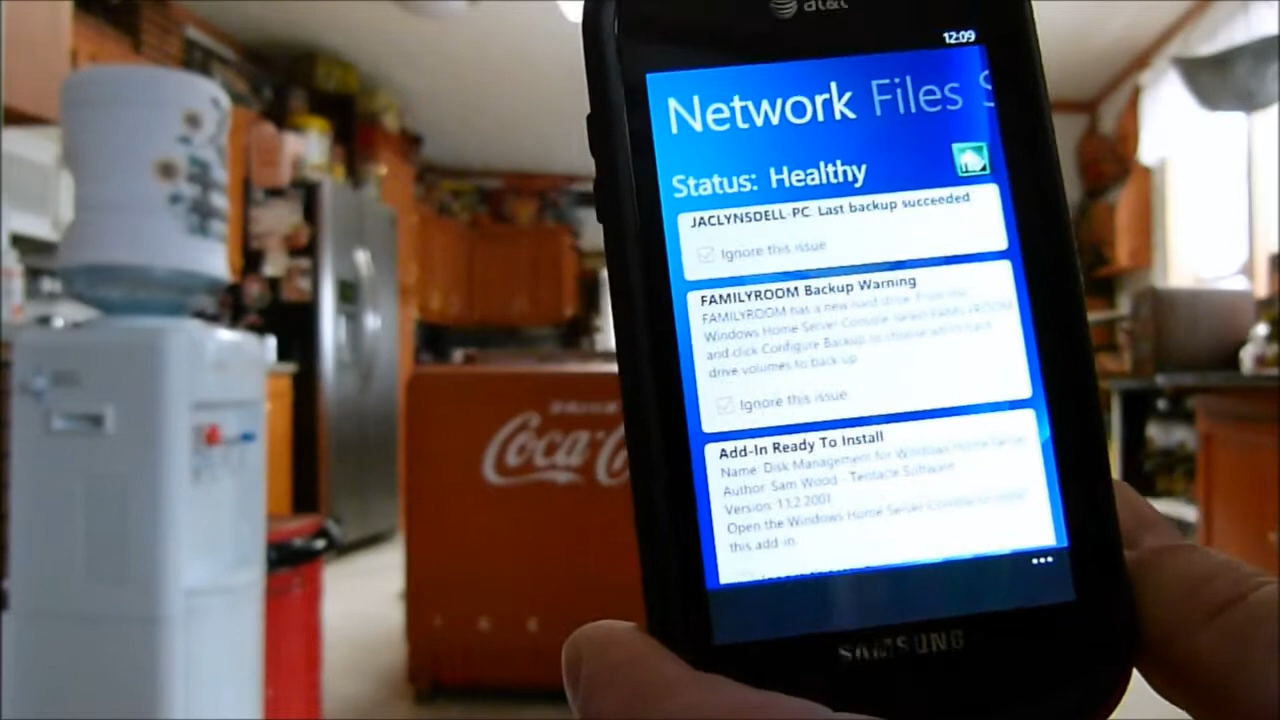 at&t
12:09
Network Files S
Status: Healthy
JACLYNSDELL-PC: Last backup succeeded
Ignore this issue
FAMILYROOM Backup Warning
FAMILYROOM has a new hard drive. From the
Windows Home Server Console select FAMILYROOM
and click Configure Backup to choose which hard
drive volumes to back up.
Ignore this issue
Add-In Ready To Install
Name: Disk Management for Windows Home Server
Author: Sam Wood - Tentacle Software
Version: 1.1.2.2001
Open the Windows Home Server Console to install
this add-in.
SAMSUNG
Coca-C